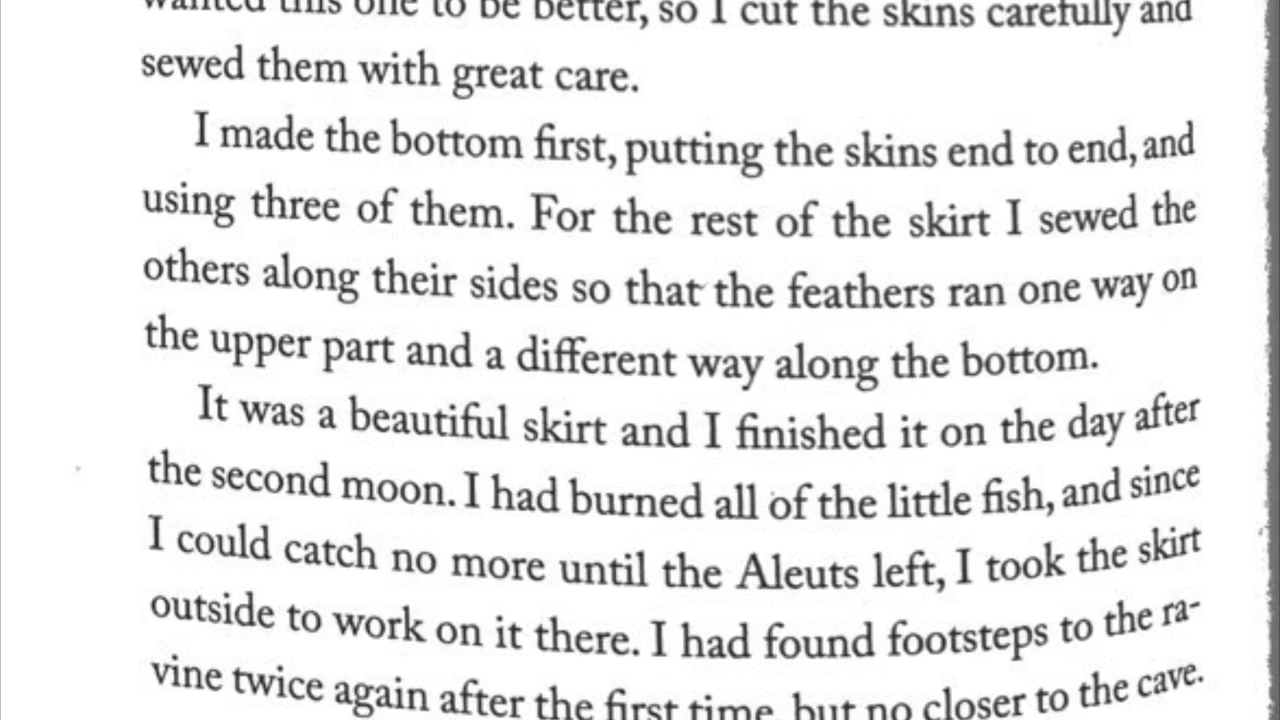 wanted this one to be better, so I cut the skins carefully and
sewed them with great care.
I made the bottom first, putting the skins end to end, and
using three of them. For the rest of the skirt I sewed the
others along their sides so that the feathers ran one way on
the upper part and a different way along the bottom.
It was a beautiful skirt and I finished it on the day after
the second moon. I had burned all of the little fish, and since
I could catch no more until the Aleuts left, I took the skirt
outside to work on it there. I had found footsteps to the ra-
vine twice again after the first time, but no closer to the cave.